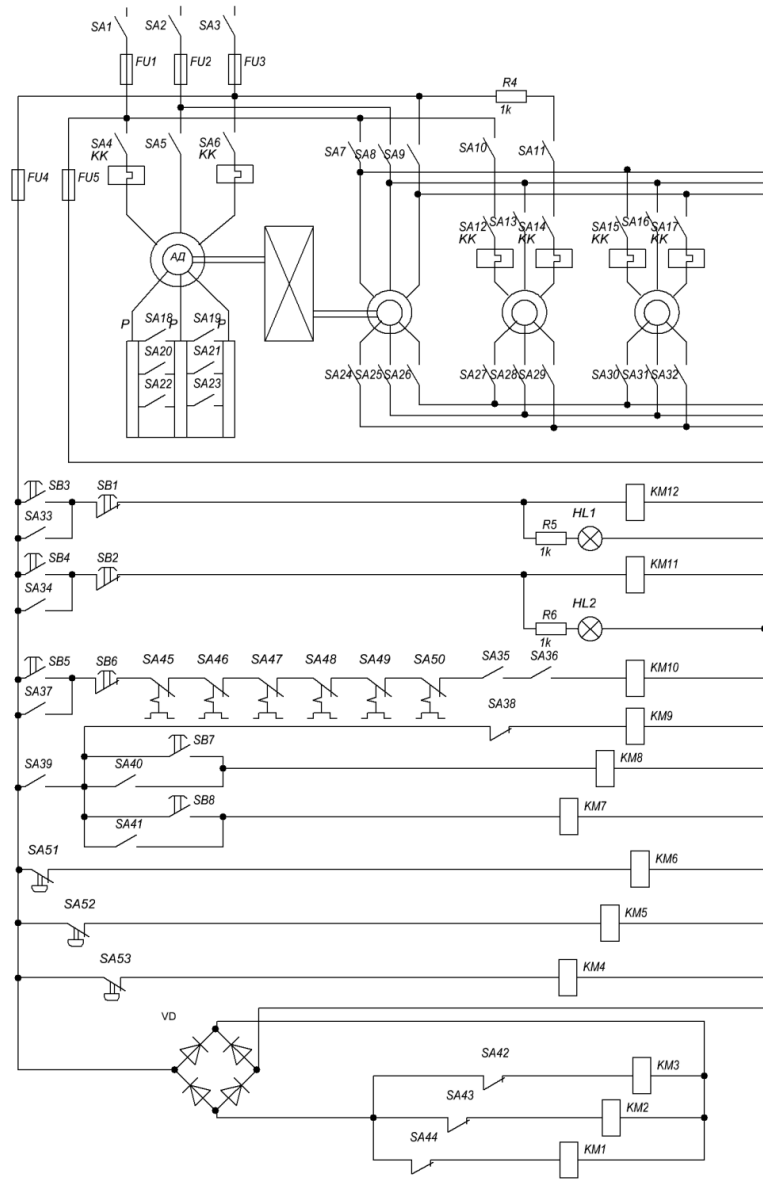 SA1
SA2
SA3
FU1
FU2
FU3
R4
1k
SA4
KK
SA5
SA6
KK
SA7
SA8
SA9
SA10
SA11
FU4
FU5
SA12
KK
SA13
SA14
KK
SA15
KK
SA16
SA17
KK
АД
P
SA18
P
SA19
P
SA20
SA21
SA22
SA23
SA24
SA25
SA26
SA27
SA28
SA29
SA30
SA31
SA32
SB3
SB1
KM12
SA33
R5
1k
HL1
SB4
SB2
KM11
SA34
R6
1k
HL2
SB5
SB6
SA45
SA46
SA47
SA48
SA49
SA50
SA35
SA36
KM10
SA37
SA38
KM9
SB7
SA39
SA40
KM8
SB8
SA41
KM7
SA51
KM6
SA52
KM5
SA53
KM4
VD
SA42
KM3
SA43
KM2
SA44
KM1